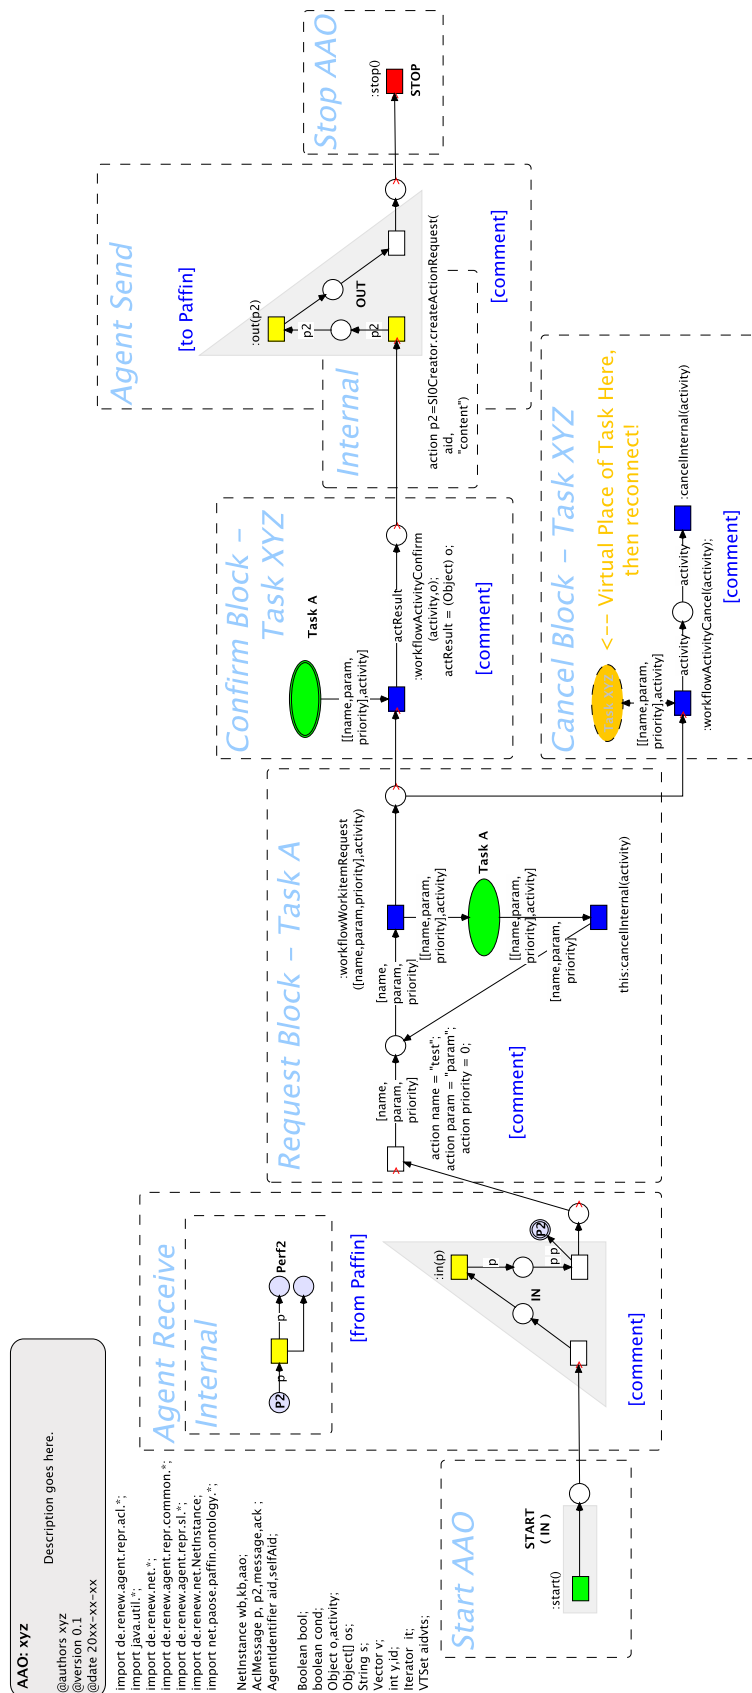 AAO: xyz
Description goes here.
@authors xyz
@version 0.1
@date 20xx-xx-xx
import de.renew.agent.repr.acl.*;
import java.util.*;
import de.renew.net.*;
import de.renew.agent.repr.common.*;
import de.renew.agent.repr.sl.*;
import de.renew.net.NetInstance;
import net.paose.paffin.ontology.*;
NetInstance wb,kb,aao;
AclMessage p, p2,message,ack ;
AgentIdentifier aid,selfAid;
Boolean bool;
boolean cond;
Object o,activity;
Object[] os;
String s;
Vector v;
int y,id;
Iterator it;
VTSet aidvts;
Start AAO
START
( IN )
:start()
Agent Receive
Internal
P2
p
p
Perf2
[from Paffin]
:in(p)
p
IN
p
p
P2
[comment]
Request Block – Task A
[name,
param,
priority]
action name = "test";
action param = "param";
action priority = 0;
[comment]
[name,
param,
priority]
:workflowWorkitemRequest
([name,param,priority],activity)
[[name,param,
priority],activity]
Task A
[[name,param,
priority],activity]
[name,param,
priority]
this:cancelInternal(activity)
Confirm Block –
Task XYZ
Task A
[[name,param,
priority],activity]
actResult
:workflowActivityConfirm
(activity,o);
actResult = (Object) o;
[comment]
Cancel Block – Task XYZ
Task XYZ
<-- Virtual Place of Task Here,
then reconnect!
[[name,param,
priority],activity]
activity
activity
:cancelInternal(activity)
:workflowActivityCancel(activity);
[comment]
Agent Send
[to Paffin]
Internal
:out(p2)
p2
p2
OUT
action p2=Sl0Creator.createActionRequest(
aid,
"content")
[comment]
Stop AAO
:stop()
STOP